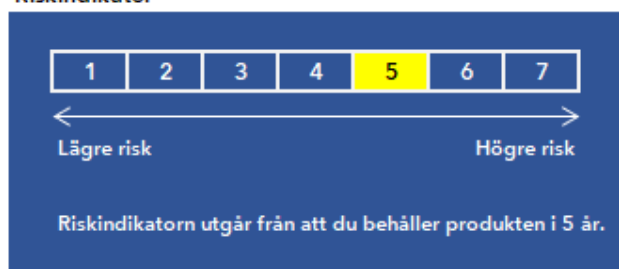 Riskindikator
1 2 3 4 5 6 7
Lägre risk Högre risk
Riskindikatorn utgår från att du behåller produkten i 5 år.